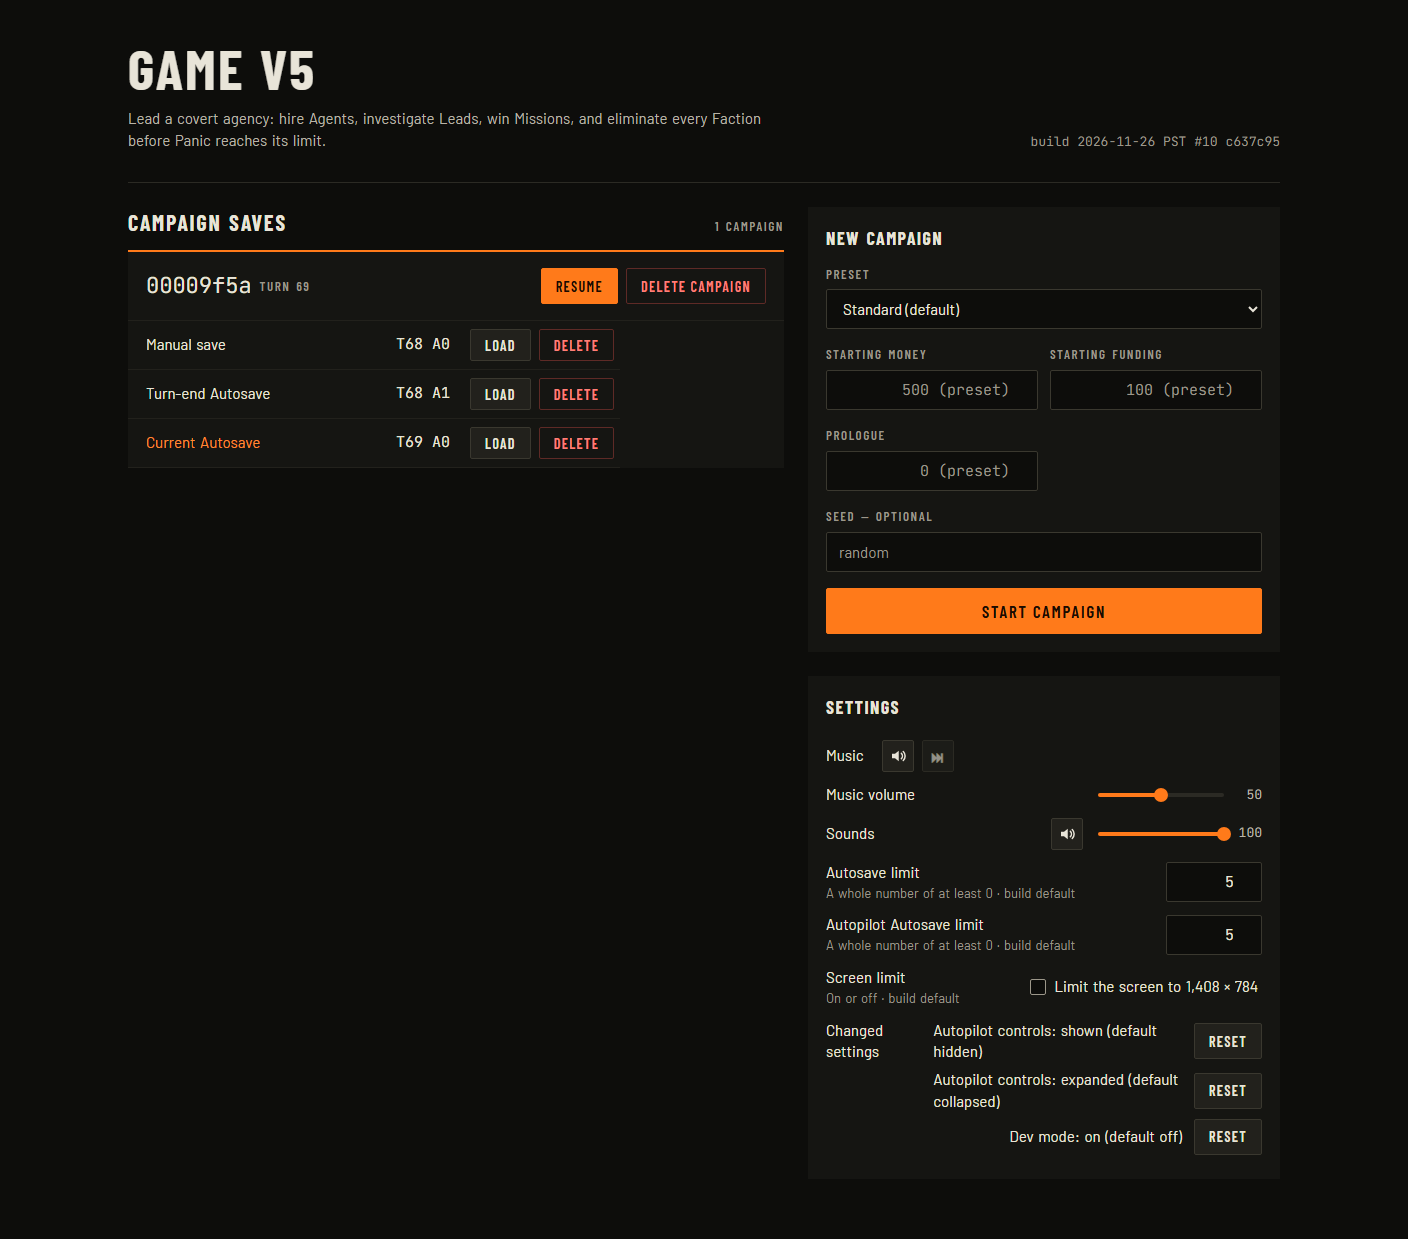 GAME V5
Lead a covert agency: hire Agents, investigate Leads, win Missions, and eliminate every Faction
before Panic reaches its limit.
build 2026-11-26 PST #10 c637c95
CAMPAIGN SAVES
1 CAMPAIGN
00009f5a TURN 69
RESUME
DELETE CAMPAIGN
Manual save T68 A0 LOAD DELETE
Turn-end Autosave T68 A1 LOAD DELETE
Current Autosave T69 A0 LOAD DELETE
NEW CAMPAIGN
PRESET
Standard (default)
STARTING MONEY
STARTING FUNDING
500 (preset)
100 (preset)
PROLOGUE
0 (preset)
SEED — OPTIONAL
random
START CAMPAIGN
SETTINGS
Music
Music volume 50
Sounds 100
Autosave limit
A whole number of at least 0 · build default
5
Autopilot Autosave limit
A whole number of at least 0 · build default
5
Screen limit
On or off · build default
Limit the screen to 1,408 × 784
Changed
settings
Autopilot controls: shown (default
hidden)
RESET
Autopilot controls: expanded (default
collapsed)
RESET
Dev mode: on (default off)
RESET